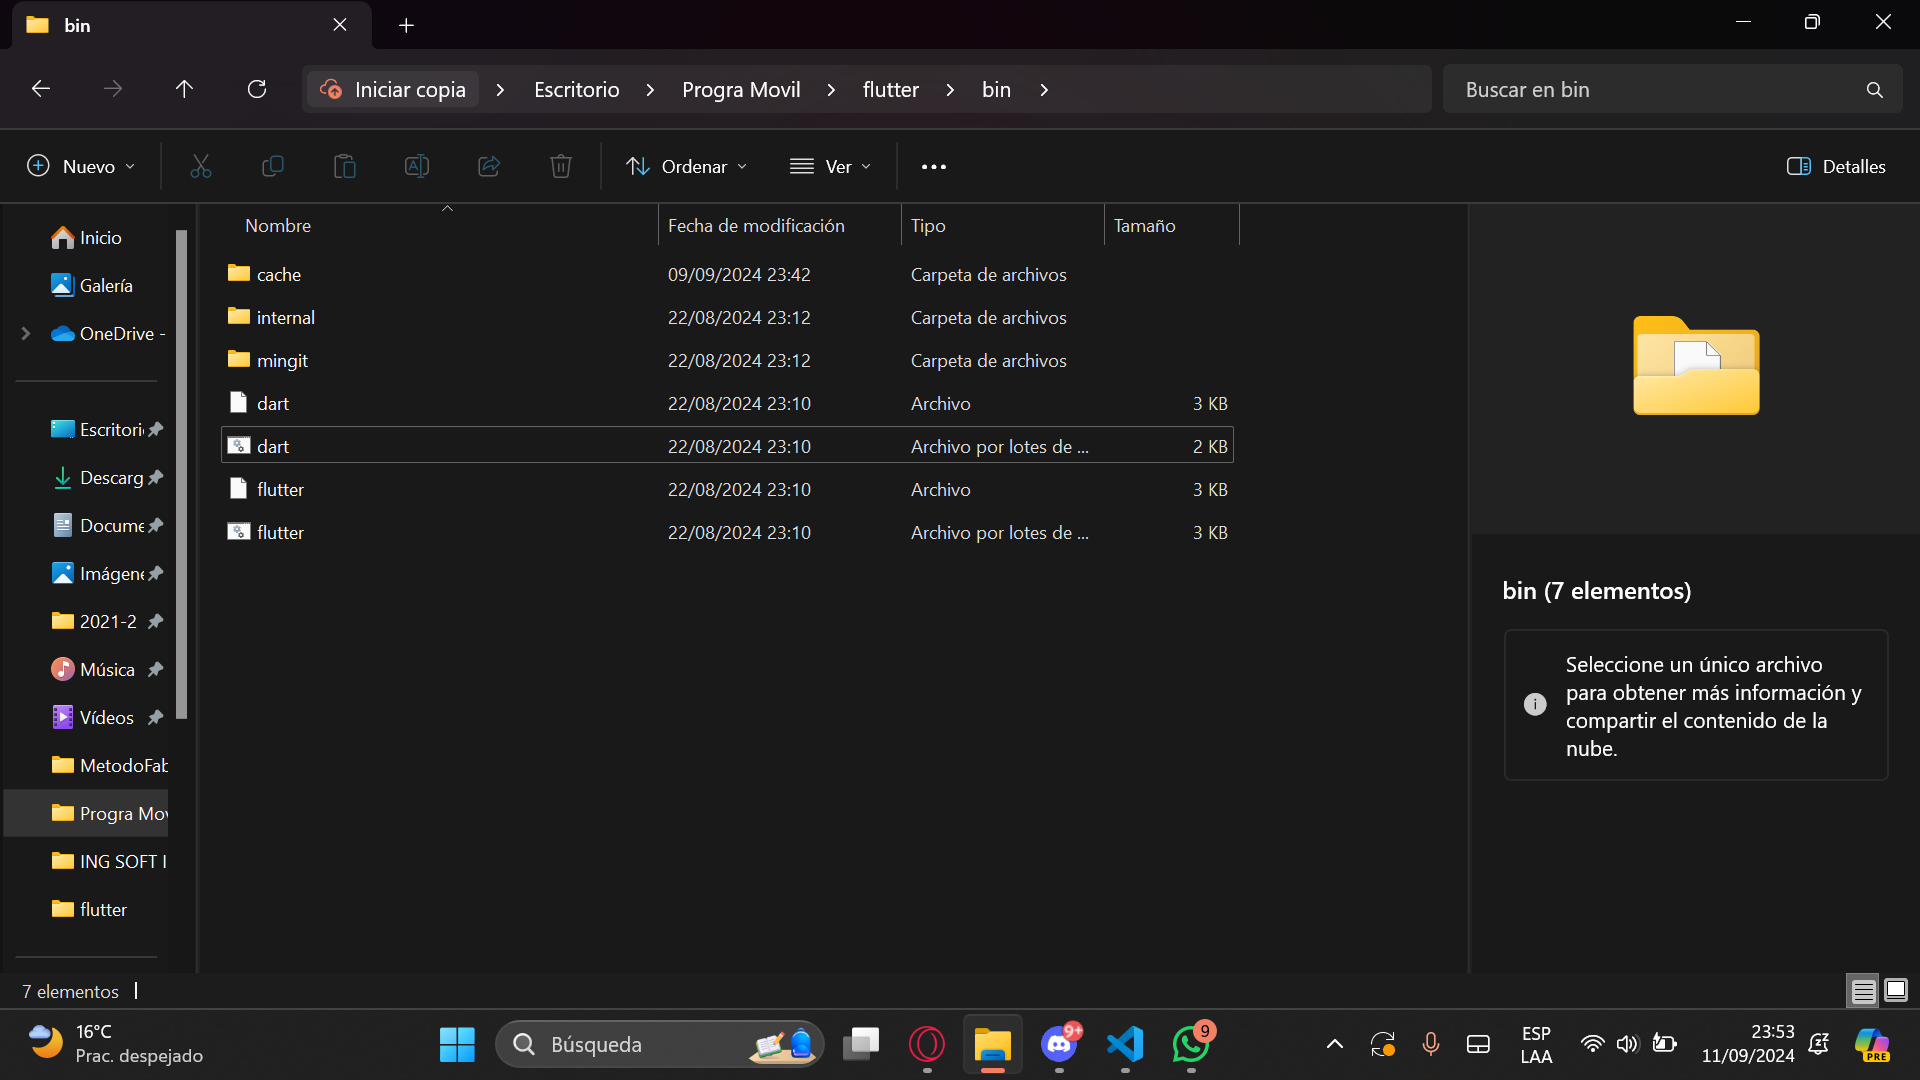 bin
Iniciar copia
Escritorio
Progra Movil
flutter
bin
Buscar en bin
Nuevo
Ordenar
Ver
Detalles
Inicio
Galería
OneDrive -
Escritori
Descarg
Docume
Imágene
2021-2
Música
Vídeos
MetodoFab
Progra Mov
ING SOFT I
flutter
Nombre Fecha de modificación Tipo Tamaño
cache 09/09/2024 23:42 Carpeta de archivos
internal 22/08/2024 23:12 Carpeta de archivos
mingit 22/08/2024 23:12 Carpeta de archivos
dart 22/08/2024 23:10 Archivo 3 KB
dart 22/08/2024 23:10 Archivo por lotes de ... 2 KB
flutter 22/08/2024 23:10 Archivo 3 KB
flutter 22/08/2024 23:10 Archivo por lotes de ... 3 KB
bin (7 elementos)
Seleccione un único archivo
para obtener más información y
compartir el contenido de la
nube.
7 elementos
16°C
Prac. despejado
Búsqueda
9+
9
ESP
LAA
23:53
11/09/2024
PRE